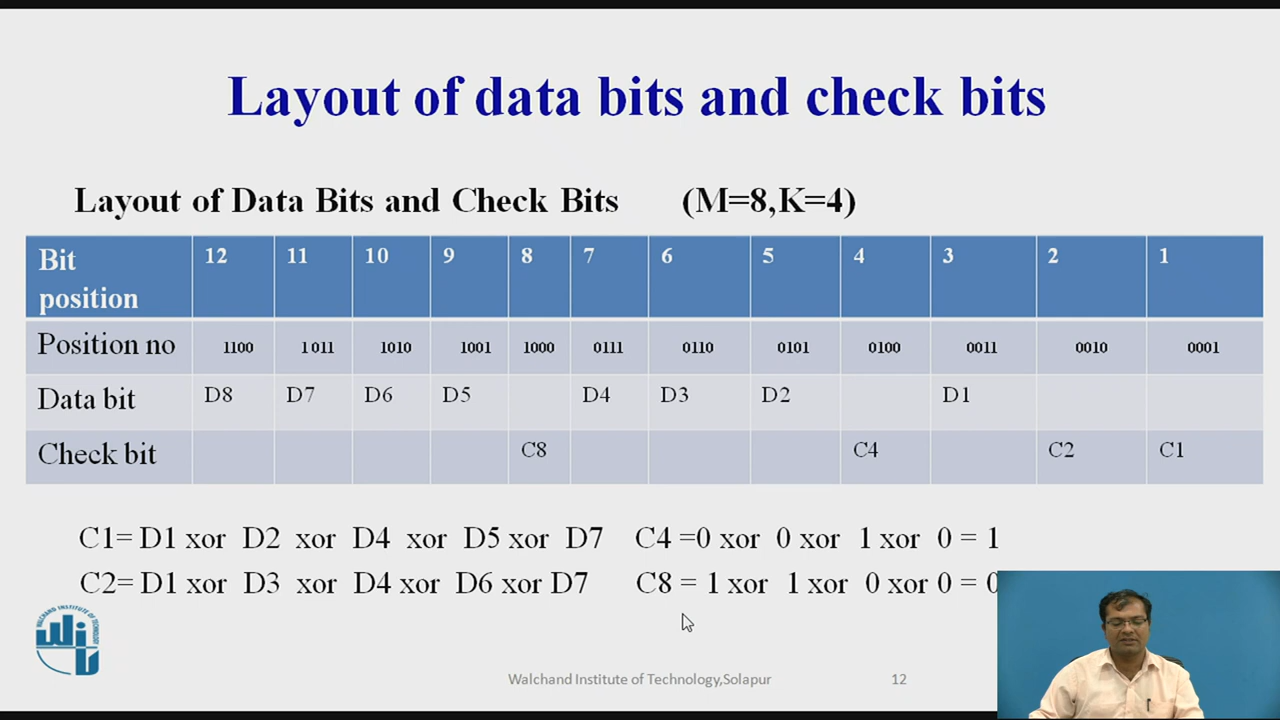 Layout of data bits and check bits
Layout of Data Bits and Check Bits (M=8,K=4)
Bit position 12 11 10 9 8 7 6 5 4 3 2 1
Position no 1100 1011 1010 1001 1000 0111 0110 0101 0100 0011 0010 0001
Data bit D8 D7 D6 D5 D4 D3 D2 D1
Check bit C8 C4 C2 C1
C1= D1 xor D2 xor D4 xor D5 xor D7 C4 =0 xor 0 xor 1 xor 0 = 1
C2= D1 xor D3 xor D4 xor D6 xor D7 C8 = 1 xor 1 xor 0 xor 0 = 0
WALCHAND INSTITUTE OF TECHNOLOGY
WIT
Walchand Institute of Technology,Solapur 12